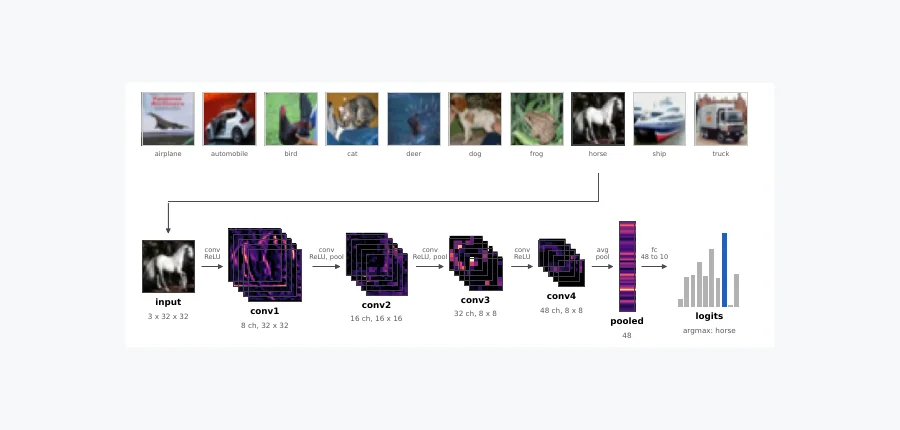 airplane automobile bird cat deer dog frog horse ship truck
conv
ReLU
conv
ReLU, pool
conv
ReLU, pool
conv
ReLU
avg
pool
fc
48 to 10
input
3 x 32 x 32
conv1
8 ch, 32 x 32
conv2
16 ch, 16 x 16
conv3
32 ch, 8 x 8
conv4
48 ch, 8 x 8
pooled
48
logits
argmax: horse